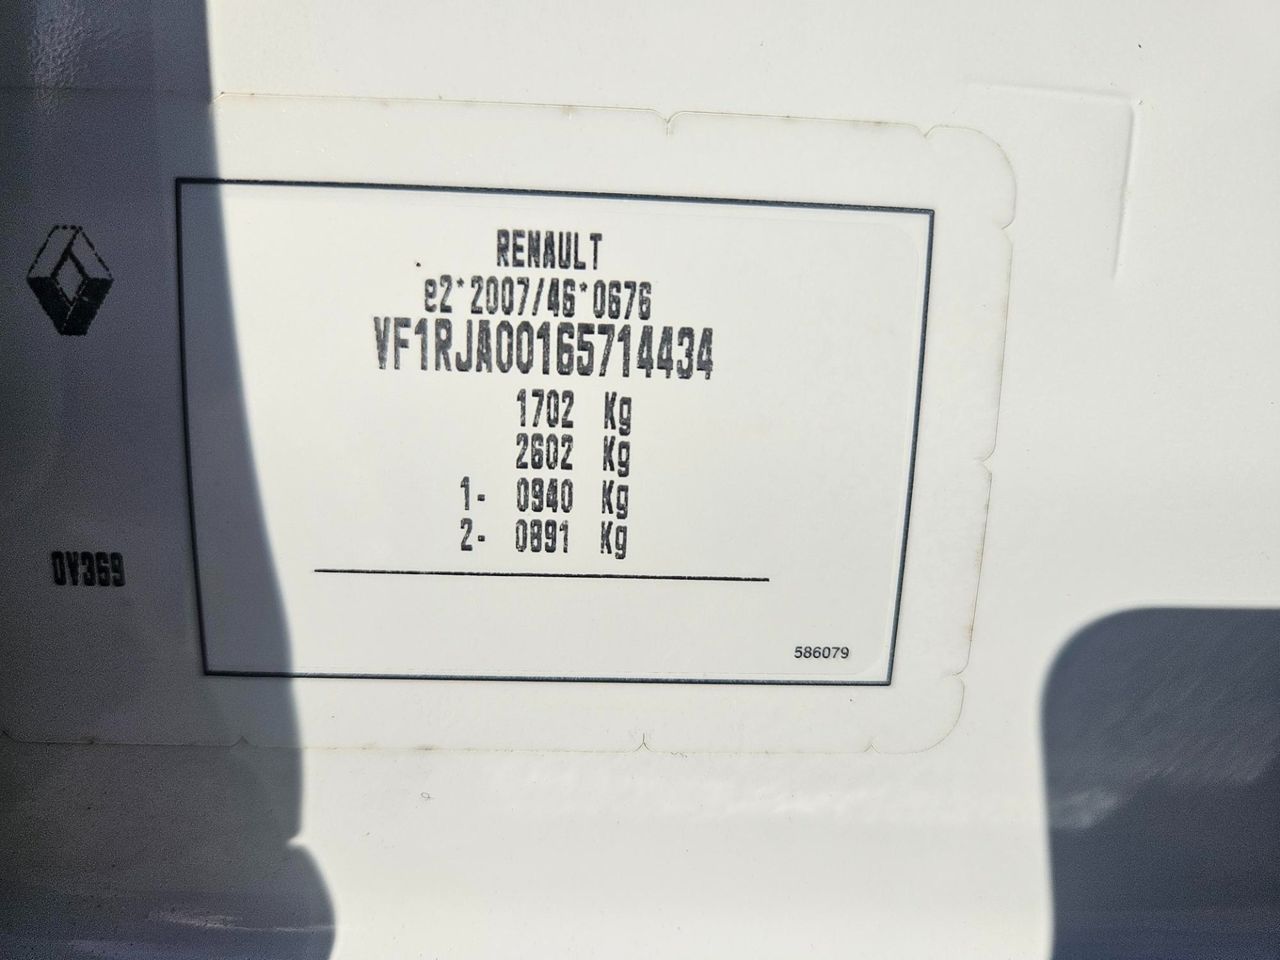 RENAULT
e2*2007/46*0676
VF1RJA00165714434
1702 Kg
2602 Kg
1- 0940 Kg
2- 0891 Kg
0V369
586079